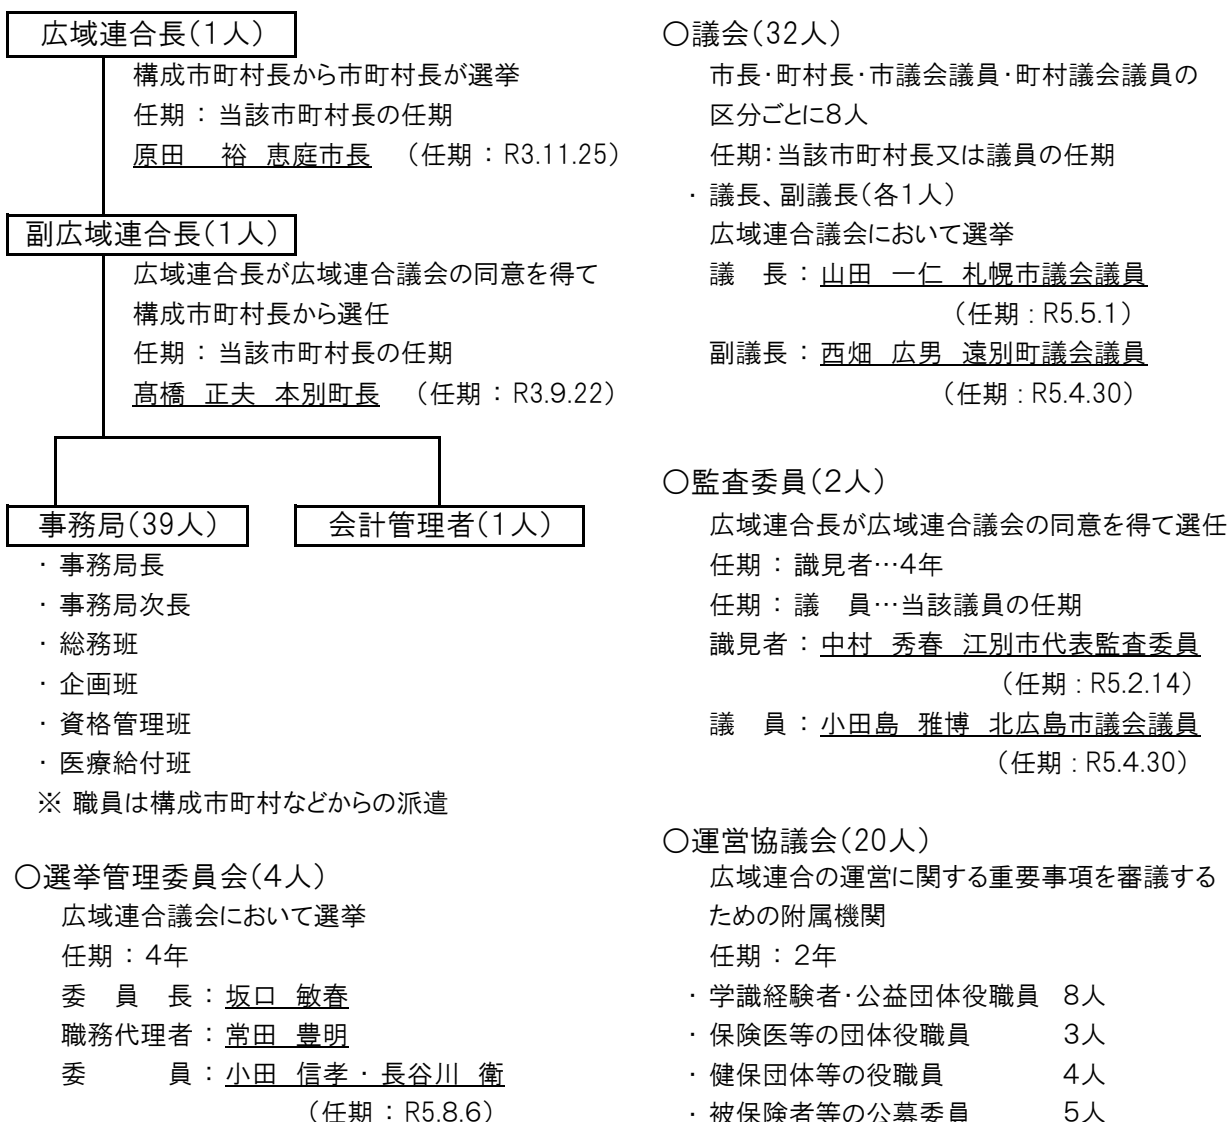 広域連合長(1人)
構成市町村長から市町村長が選挙
任期 : 当該市町村長の任期
原田 裕 恵庭市長 (任期 : R3.11.25)
副広域連合長(1人)
広域連合長が広域連合議会の同意を得て
構成市町村長から選任
任期 : 当該市町村長の任期
髙橋 正夫 本別町長 (任期 : R3.9.22)
事務局(39人)
会計管理者(1人)
・ 事務局長
・ 事務局次長
・ 総務班
・ 企画班
・ 資格管理班
・ 医療給付班
※ 職員は構成市町村などからの派遣
○選挙管理委員会(4人)
広域連合議会において選挙
任期 : 4年
委 員 長 : 坂口 敏春
職務代理者 : 常田 豊明
委 員 : 小田 信孝 ・ 長谷川 衛
(任期 : R5.8.6)
○議会(32人)
市長・町村長・市議会議員・町村議会議員の
区分ごとに8人
任期:当該市町村長又は議員の任期
・ 議長、副議長(各1人)
広域連合議会において選挙
議 長 : 山田 一仁 札幌市議会議員
(任期 : R5.5.1)
副議長 : 西畑 広男 遠別町議会議員
(任期 : R5.4.30)
○監査委員(2人)
広域連合長が広域連合議会の同意を得て選任
任期 : 識見者…4年
任期 : 議 員…当該議員の任期
識見者 : 中村 秀春 江別市代表監査委員
(任期 : R5.2.14)
議 員 : 小田島 雅博 北広島市議会議員
(任期 : R5.4.30)
○運営協議会(20人)
広域連合の運営に関する重要事項を審議する
ための附属機関
任期 : 2年
・ 学識経験者・公益団体役職員 8人
・ 保険医等の団体役職員 3人
・ 健保団体等の役職員 4人
・ 被保険者等の公募委員 5人